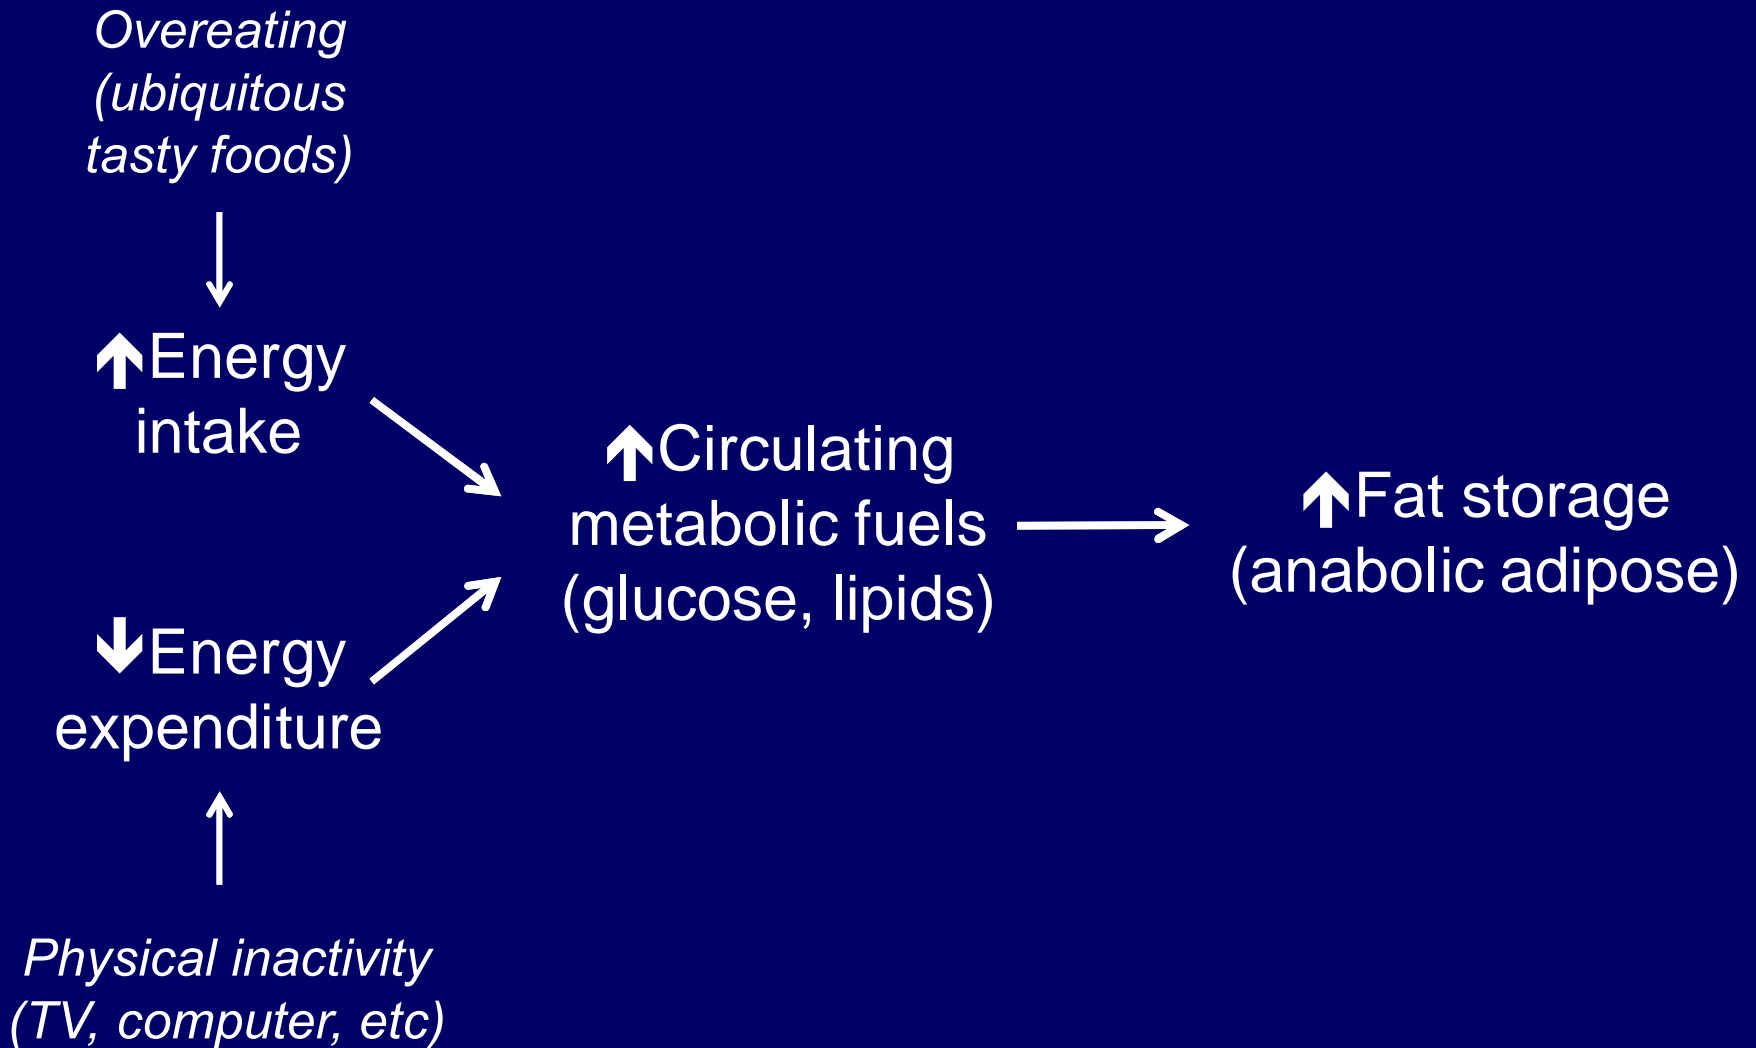 Overeating
(ubiquitous
tasty foods)
🡹Energy
intake
🡻Energy
expenditure
Physical inactivity
(TV, computer, etc)
🡹Circulating
metabolic fuels
(glucose, lipids)
🡹Fat storage
(anabolic adipose)